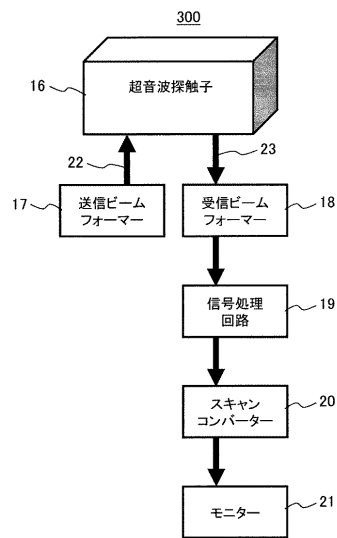 300
16
超音波探触子
22
23
17
送信ビーム
フォーマー
受信ビーム
フォーマー
18
信号処理
回路
19
スキャン
コンバーター
20
モニター
21